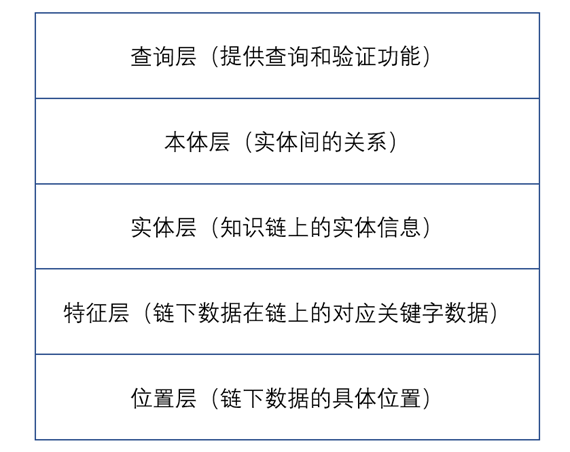 查询层（提供查询和验证功能）
本体层（实体间的关系）
实体层（知识链上的实体信息）
特征层（链下数据在链上的对应关键字数据）
位置层（链下数据的具体位置）